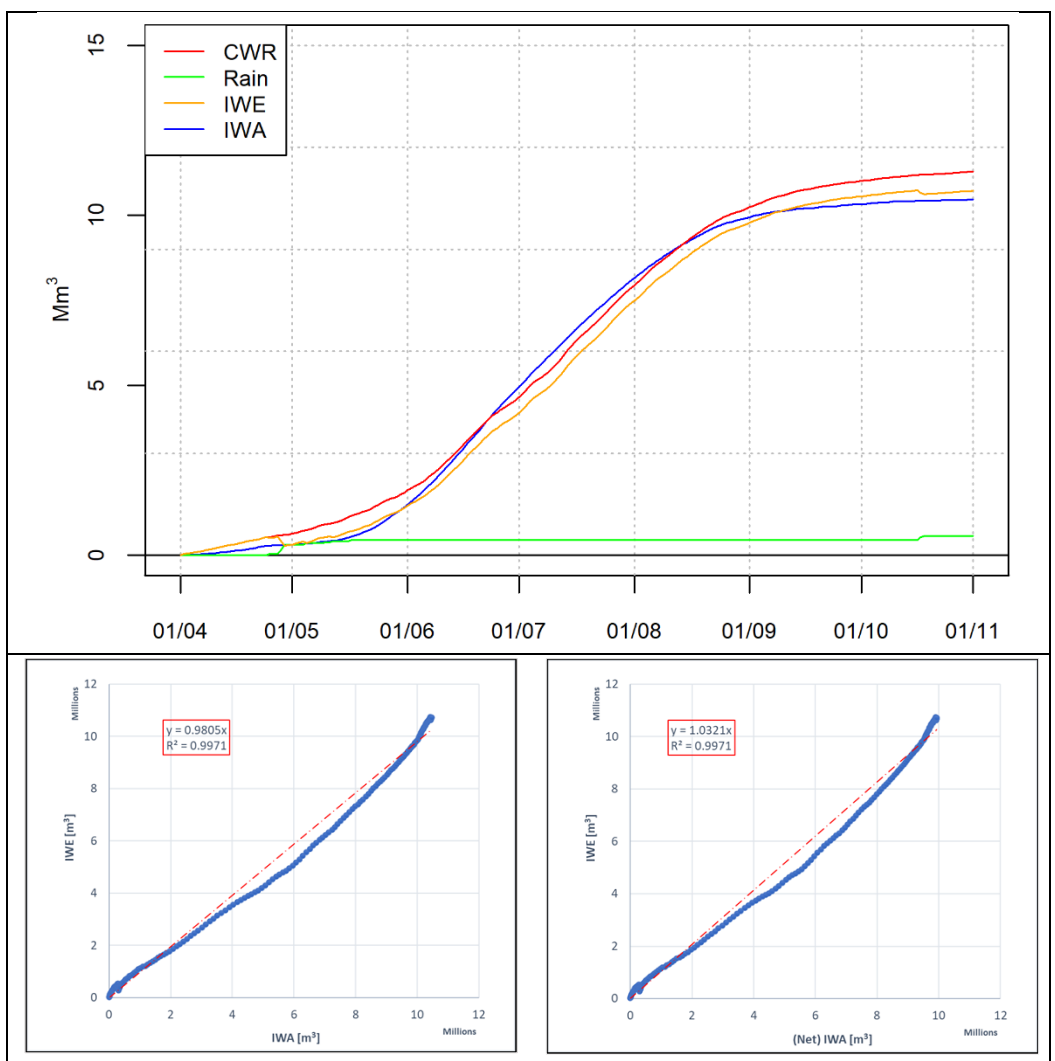 15
10
5
0
Mm³
CWR
Rain
IWE
IWA
01/04 01/05 01/06 01/07 01/08 01/09 01/10 01/11
Millions
12
10
8
6
4
2
0
IWE [m³]
y = 0.9805x
R² = 0.9971
0 2 4 6 8 10 12
IWA [m³]
Millions
Millions
12
10
8
6
4
2
0
IWE [m³]
y = 1.0321x
R² = 0.9971
0 2 4 6 8 10 12
(Net) IWA [m³]
Millions